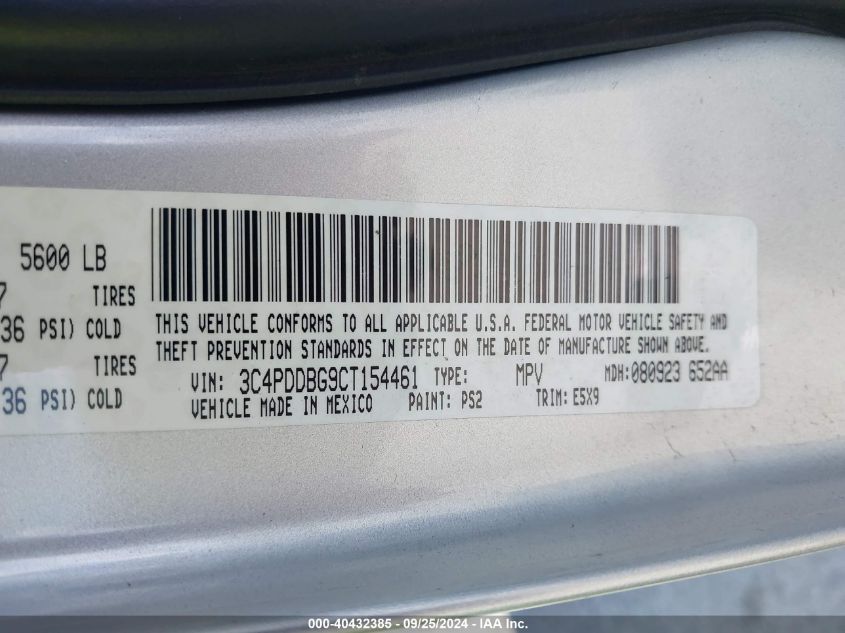 5600 LB
7 TIRES
36 PSI) COLD
7 TIRES
36 PSI) COLD
THIS VEHICLE CONFORMS TO ALL APPLICABLE U.S.A. FEDERAL MOTOR VEHICLE SAFETY AND
THEFT PREVENTION STANDARDS IN EFFECT ON THE DATE OF MANUFACTURE SHOWN ABOVE.
VIN: 3C4PDDBG9CT154461 TYPE: MPV MDH:080923 652AA
VEHICLE MADE IN MEXICO PAINT: PS2 TRIM: E5X9
000-40432385 - 09/25/2024 - IAA Inc.